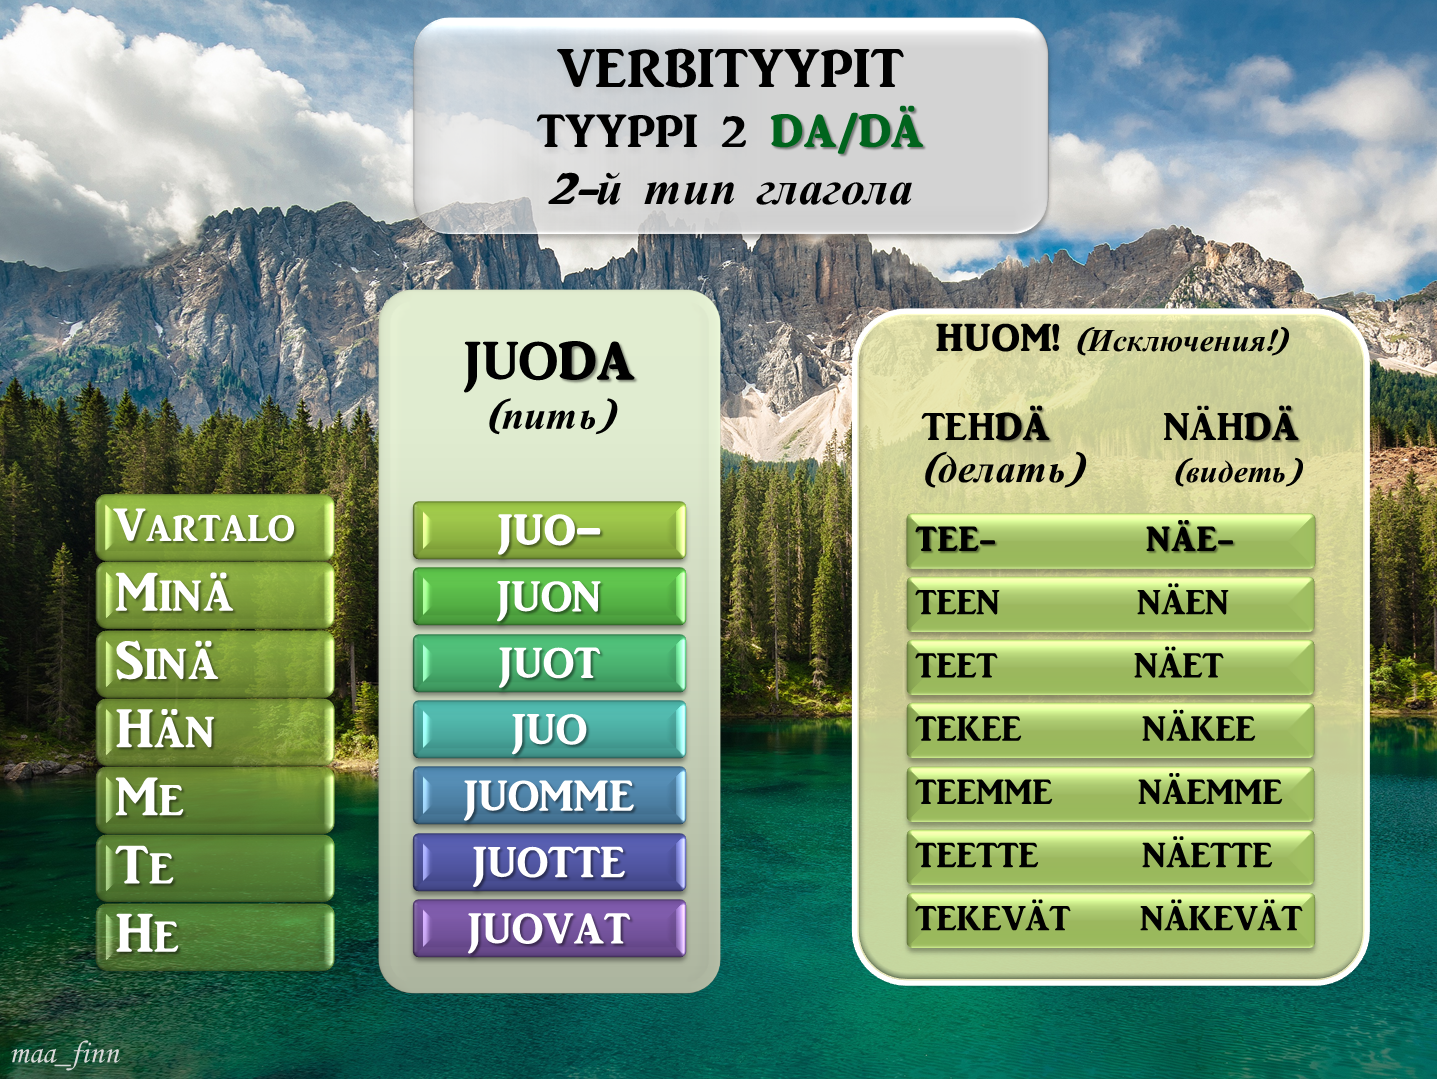 VERBITYYPIT
TYYPPI 2 DA/DÄ
2-й тип глагола
JUODA
(пить)
HUOM! (Исключения!)
TEHDÄ NÄHDÄ
(делать) (видеть)
VARTALO JUO- TEE- NÄE-
MINÄ JUON TEEN NÄEN
SINÄ JUOT TEET NÄET
HÄN JUO TEKEE NÄKEE
ME JUOMME TEEMME NÄEMME
TE JUOTTE TEETTE NÄETTE
HE JUOVAT TEKEVÄT NÄKEVÄT
maa_finn